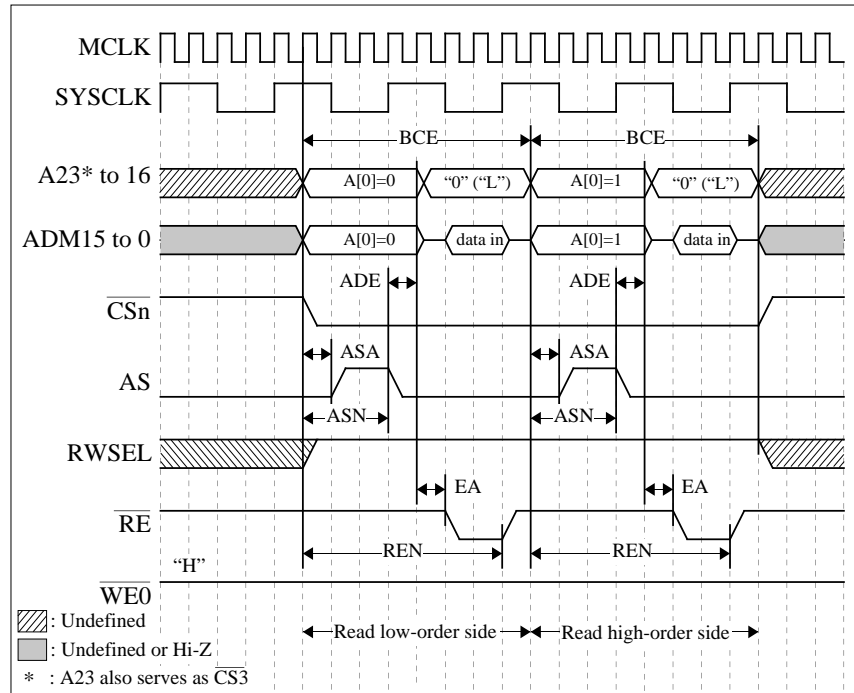 MCLK
SYSCLK
BCE BCE
A23* to 16 A[0]=0 “0” (“L”) A[0]=1 “0” (“L”)
ADM15 to 0 A[0]=0 data in A[0]=1 data in
ADE ADE
CSn
ASA ASA
AS
ASN ASN
RWSEL
EA EA
RE
REN REN
“H”
WE0
: Undefined
Read low-order side Read high-order side
: Undefined or Hi-Z
* : A23 also serves as CS3